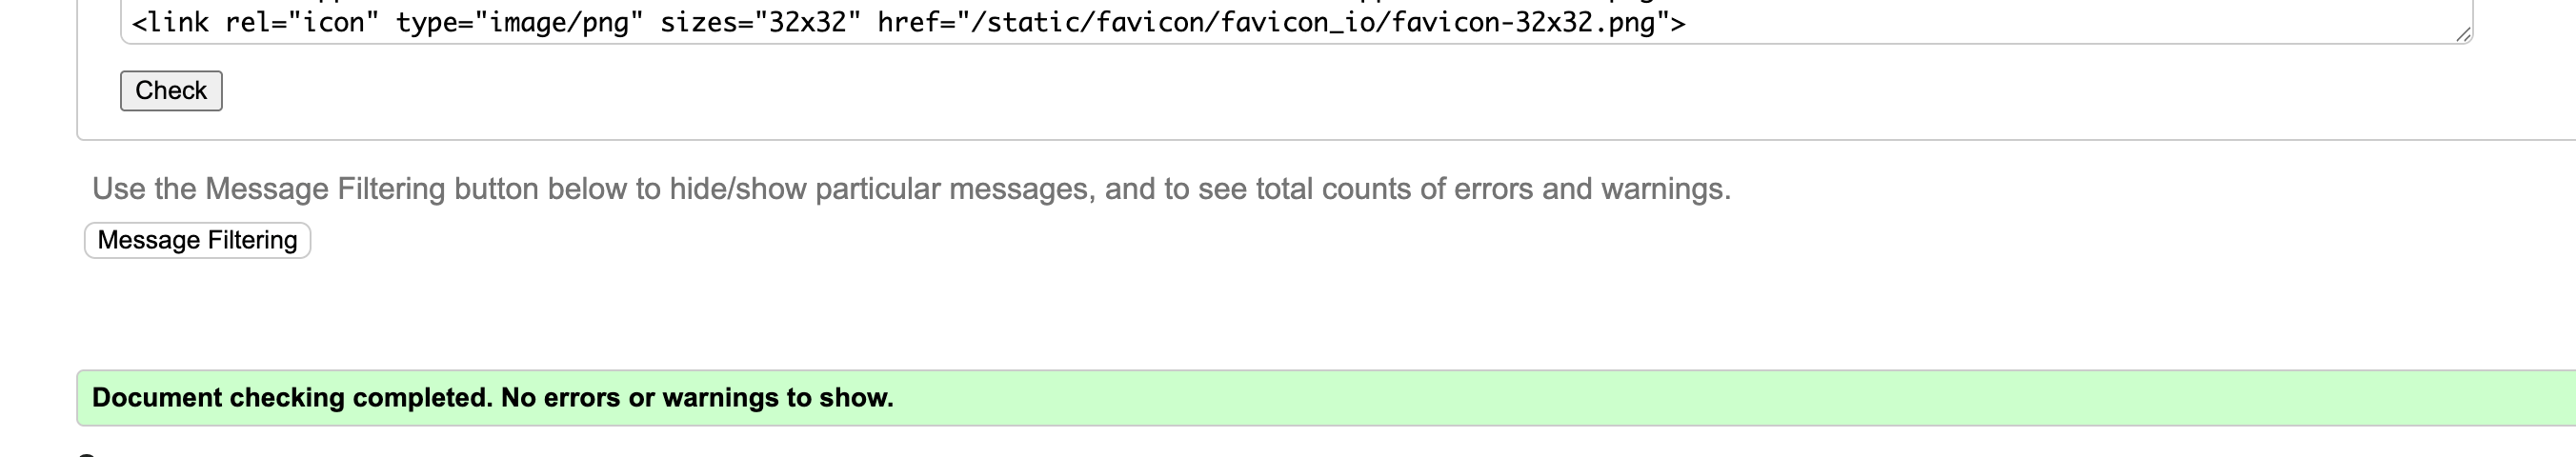 <link rel="icon" type="image/png" sizes="32x32" href="/static/favicon/favicon_io/favicon-32x32.png">
Check
Use the Message Filtering button below to hide/show particular messages, and to see total counts of errors and warnings.
Message Filtering
Document checking completed. No errors or warnings to show.